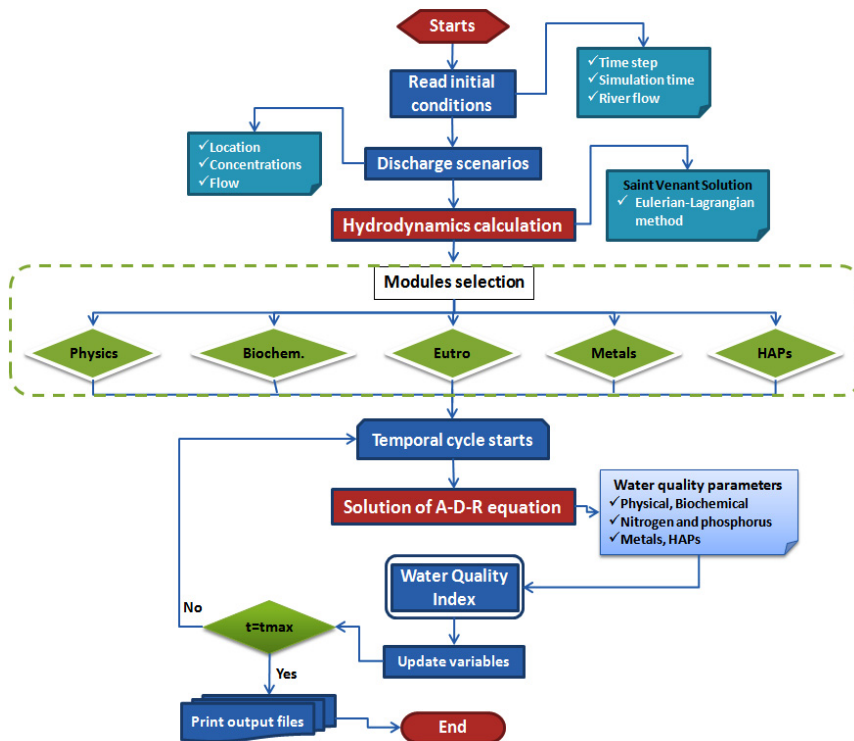 Starts
Read initial
conditions
✓Time step
✓Simulation time
✓River flow
✓Location
✓Concentrations
✓Flow
Discharge scenarios
Saint Venant Solution
✓ Eulerian-Lagrangian
method
Hydrodynamics calculation
Modules selection
Physics
Biochem.
Eutro
Metals
HAPs
Temporal cycle starts
Solution of A-D-R equation
Water quality parameters
✓Physical, Biochemical
✓Nitrogen and phosphorus
✓Metals, HAPs
Water Quality
Index
No
t=tmax
Update variables
Yes
Print output files
End